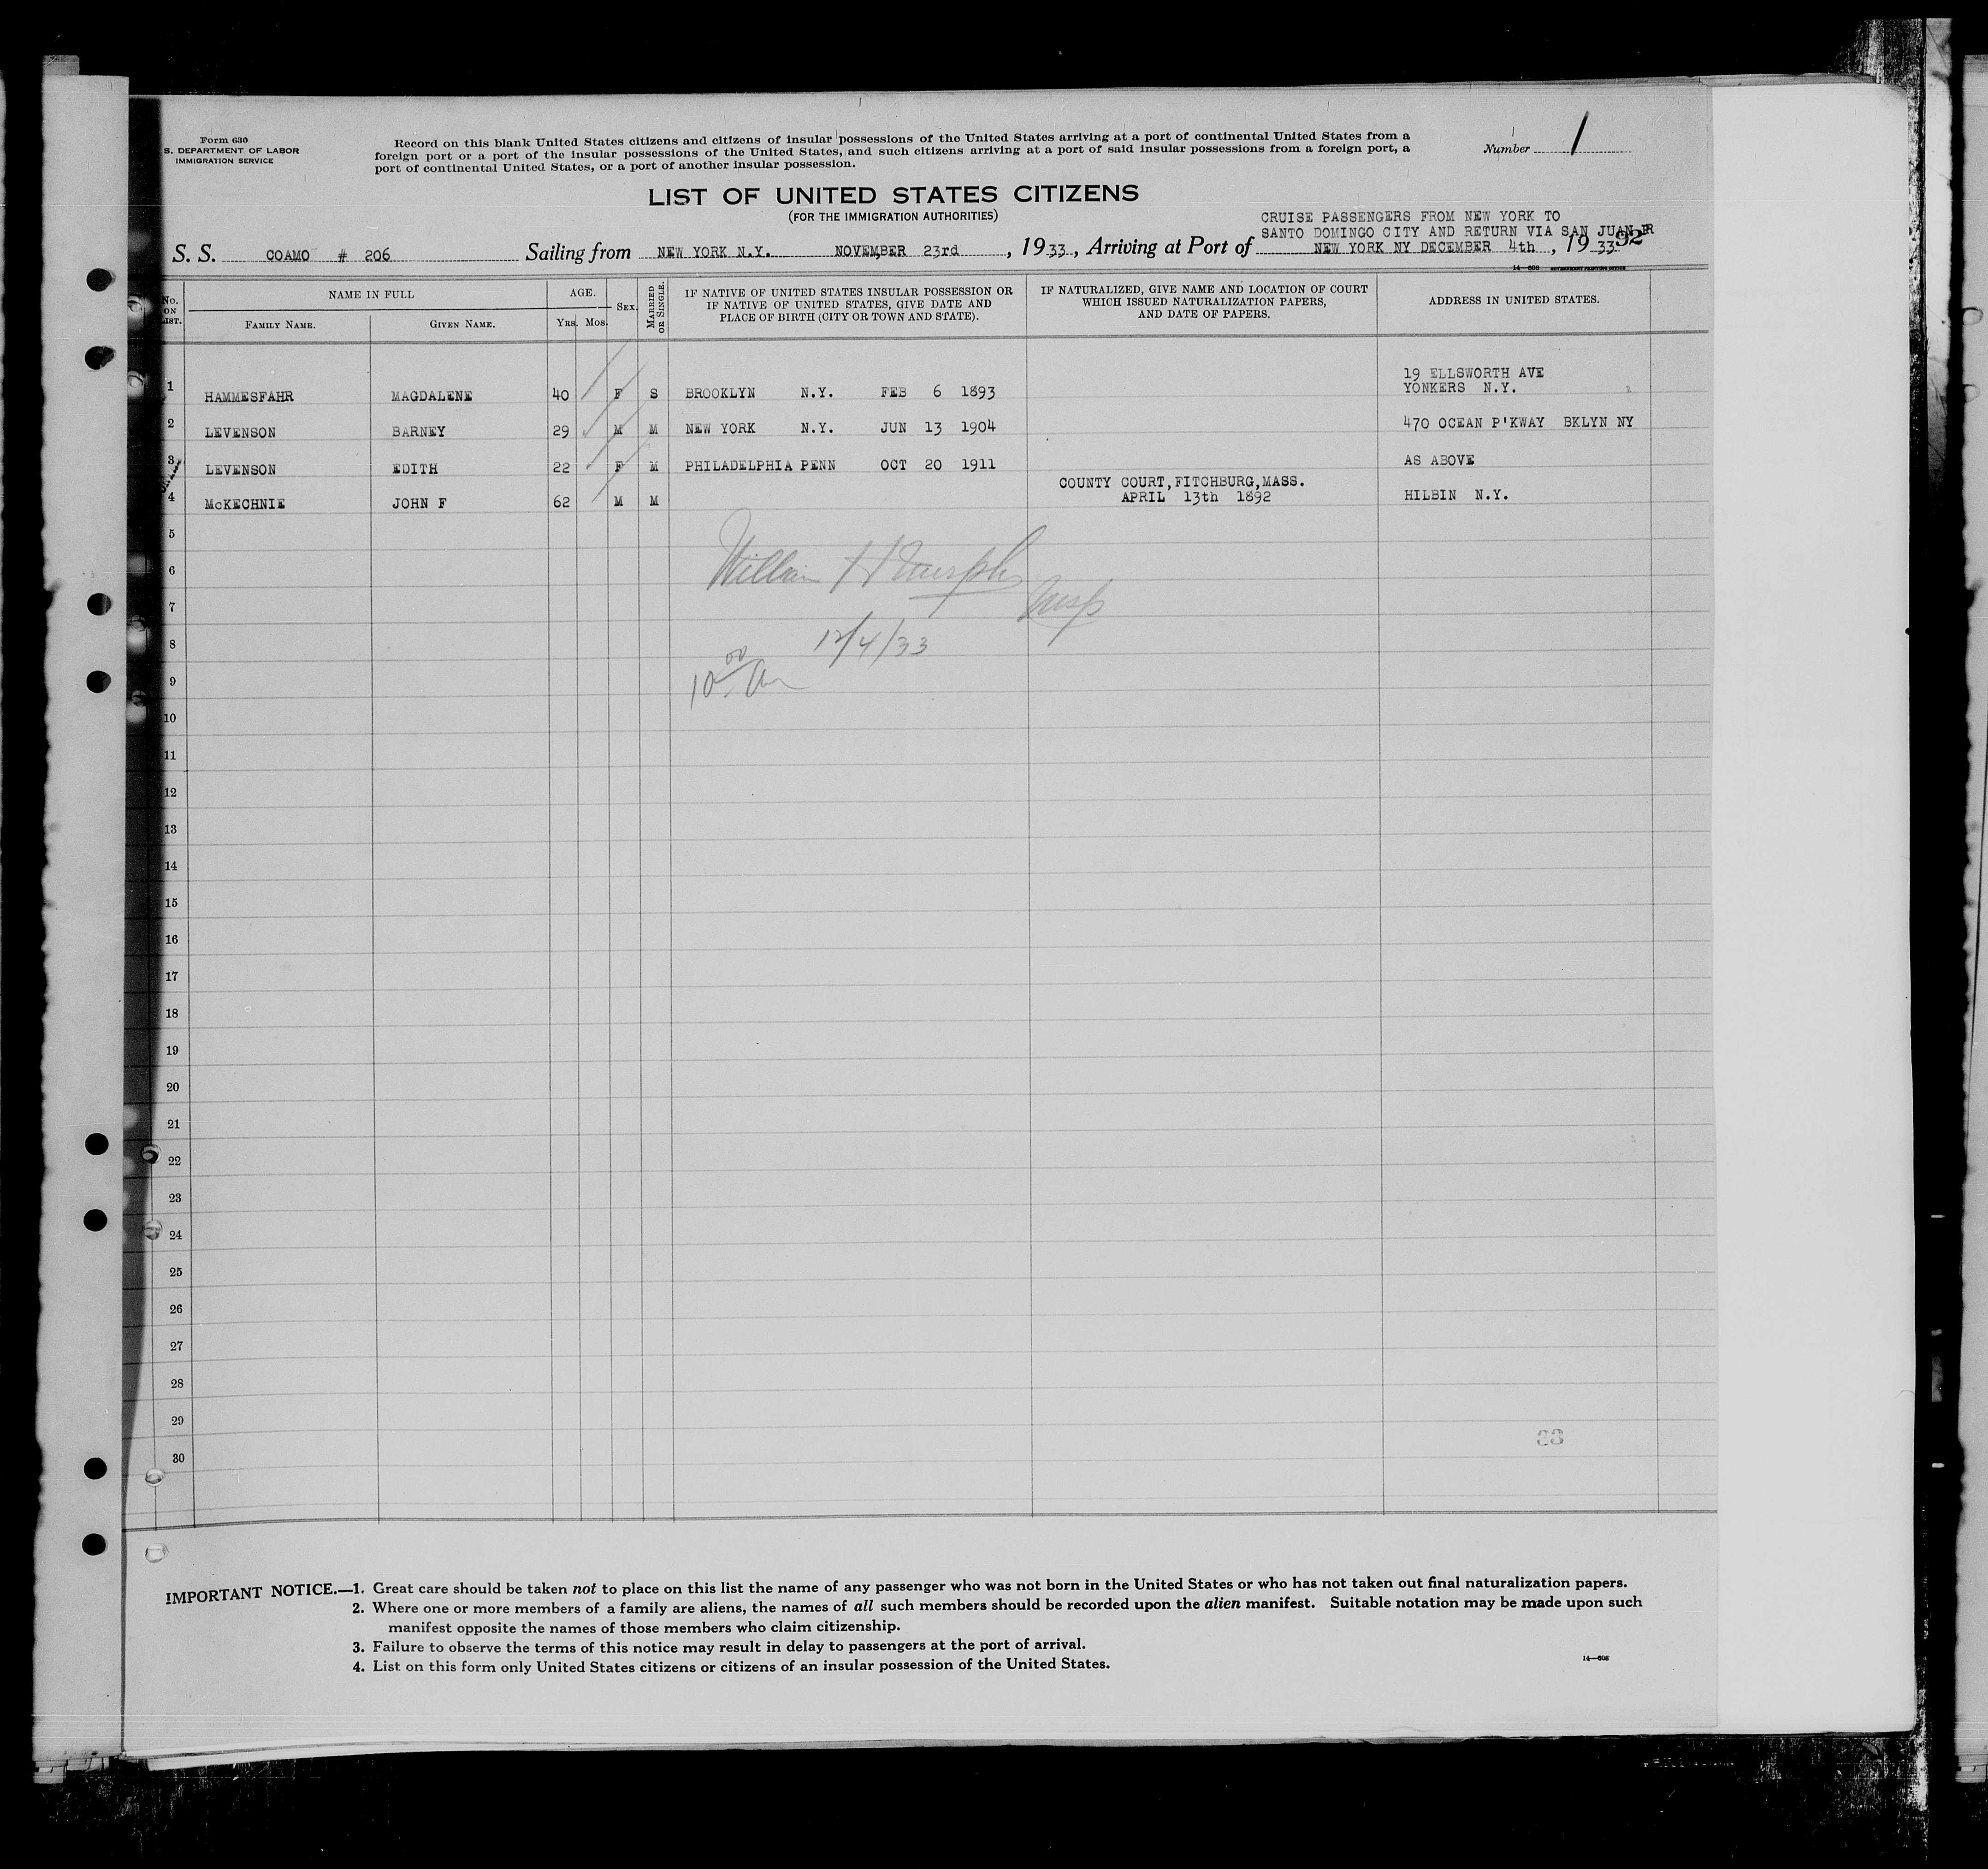 Form 630
S. DEPARTMENT OF LABOR
IMMIGRATION SERVICE
Record on this blank United States citizens and citizens of insular possessions of the United States arriving at a port of continental United States from a
foreign port or a port of the insular possessions of the United States, and such citizens arriving at a port of said insular possessions from a foreign port, a
port of continental United States, or a port of another insular possession.
Number 1
LIST OF UNITED STATES CITIZENS
(FOR THE IMMIGRATION AUTHORITIES)
CRUISE PASSENGERS FROM NEW YORK TO
SANTO DOMINGO CITY AND RETURN VIA SAN JUAN PR
S. S. COAMO # 206 Sailing from NEW YORK N.Y. NOVEMBER 23rd, 1933, Arriving at Port of NEW YORK NY DECEMBER 4th, 1933 92
14—608 GOVERNMENT PRINTING OFFICE
No. ON LIST. NAME IN FULL FAMILY NAME. GIVEN NAME. AGE. Yrs. Mos. SEX. MARRIED OR SINGLE. IF NATIVE OF UNITED STATES INSULAR POSSESSION OR IF NATIVE OF UNITED STATES, GIVE DATE AND PLACE OF BIRTH (CITY OR TOWN AND STATE). IF NATURALIZED, GIVE NAME AND LOCATION OF COURT WHICH ISSUED NATURALIZATION PAPERS, AND DATE OF PAPERS. ADDRESS IN UNITED STATES.
1 HAMMESFAHR MAGDALENE 40 F S BROOKLYN N.Y. FEB 6 1893 19 ELLSWORTH AVE YONKERS N.Y.
2 LEVENSON BARNEY 29 M M NEW YORK N.Y. JUN 13 1904 470 OCEAN P'KWAY BKLYN NY
3 LEVENSON EDITH 22 F M PHILADELPHIA PENN OCT 20 1911 AS ABOVE
4 McKECHNIE JOHN F 62 M M COUNTY COURT,FITCHBURG,MASS. APRIL 13th 1892 HILBIN N.Y.
5
6 William H Murphy
7 Insp
8 12/4/33
9 10 00 Am
10
11
12
13
14
15
16
17
18
19
20
21
22
23
24
25
26
27
28
29
83
30
IMPORTANT NOTICE.—1. Great care should be taken not to place on this list the name of any passenger who was not born in the United States or who has not taken out final naturalization papers.
2. Where one or more members of a family are aliens, the names of all such members should be recorded upon the alien manifest. Suitable notation may be made upon such
manifest opposite the names of those members who claim citizenship.
3. Failure to observe the terms of this notice may result in delay to passengers at the port of arrival.
4. List on this form only United States citizens or citizens of an insular possession of the United States.
14—608